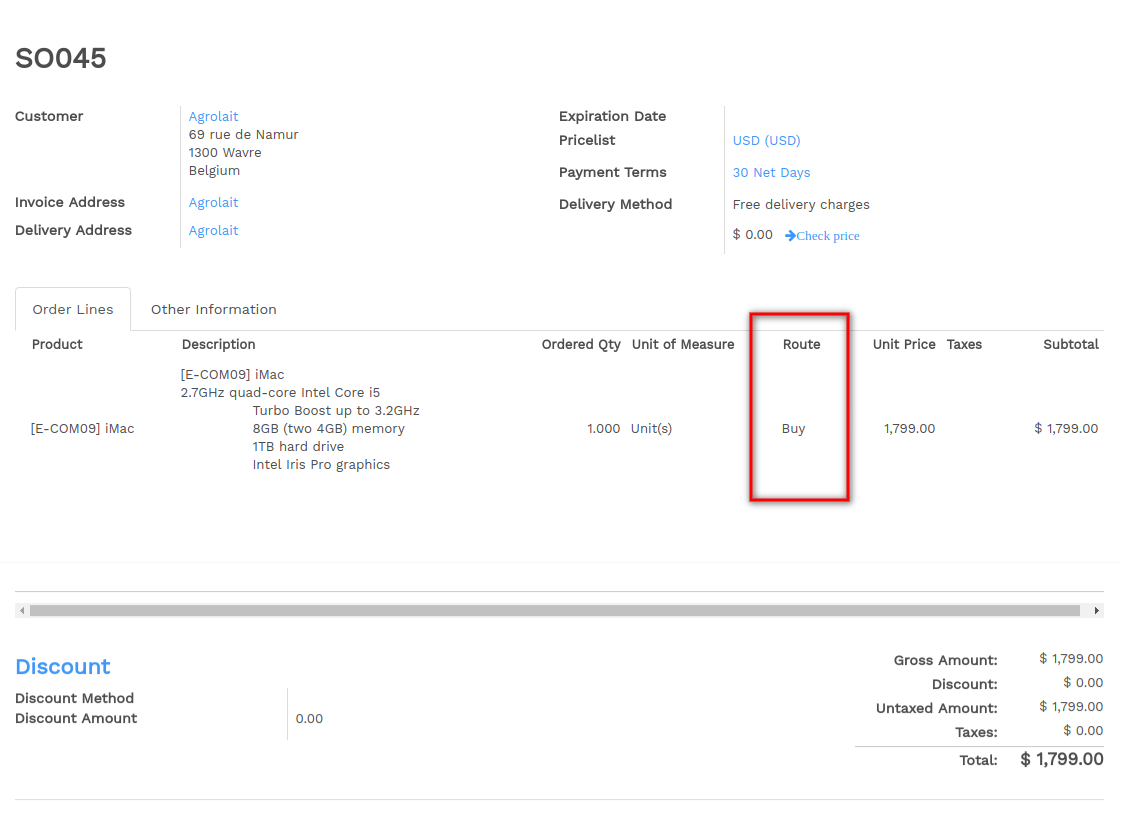 SO045
Customer
Agrolait
69 rue de Namur
1300 Wavre
Belgium
Invoice Address
Agrolait
Delivery Address
Agrolait
Expiration Date
Pricelist
USD (USD)
Payment Terms
30 Net Days
Delivery Method
Free delivery charges
$ 0.00 Check price
Order Lines Other Information
Product Description Ordered Qty Unit of Measure Route Unit Price Taxes Subtotal
[E-COM09] iMac
2.7GHz quad-core Intel Core i5
Turbo Boost up to 3.2GHz
[E-COM09] iMac 8GB (two 4GB) memory 1.000 Unit(s) Buy 1,799.00 $ 1,799.00
1TB hard drive
Intel Iris Pro graphics
Discount
Discount Method
Discount Amount 0.00
Gross Amount: $ 1,799.00
Discount: $ 0.00
Untaxed Amount: $ 1,799.00
Taxes: $ 0.00
Total: $ 1,799.00